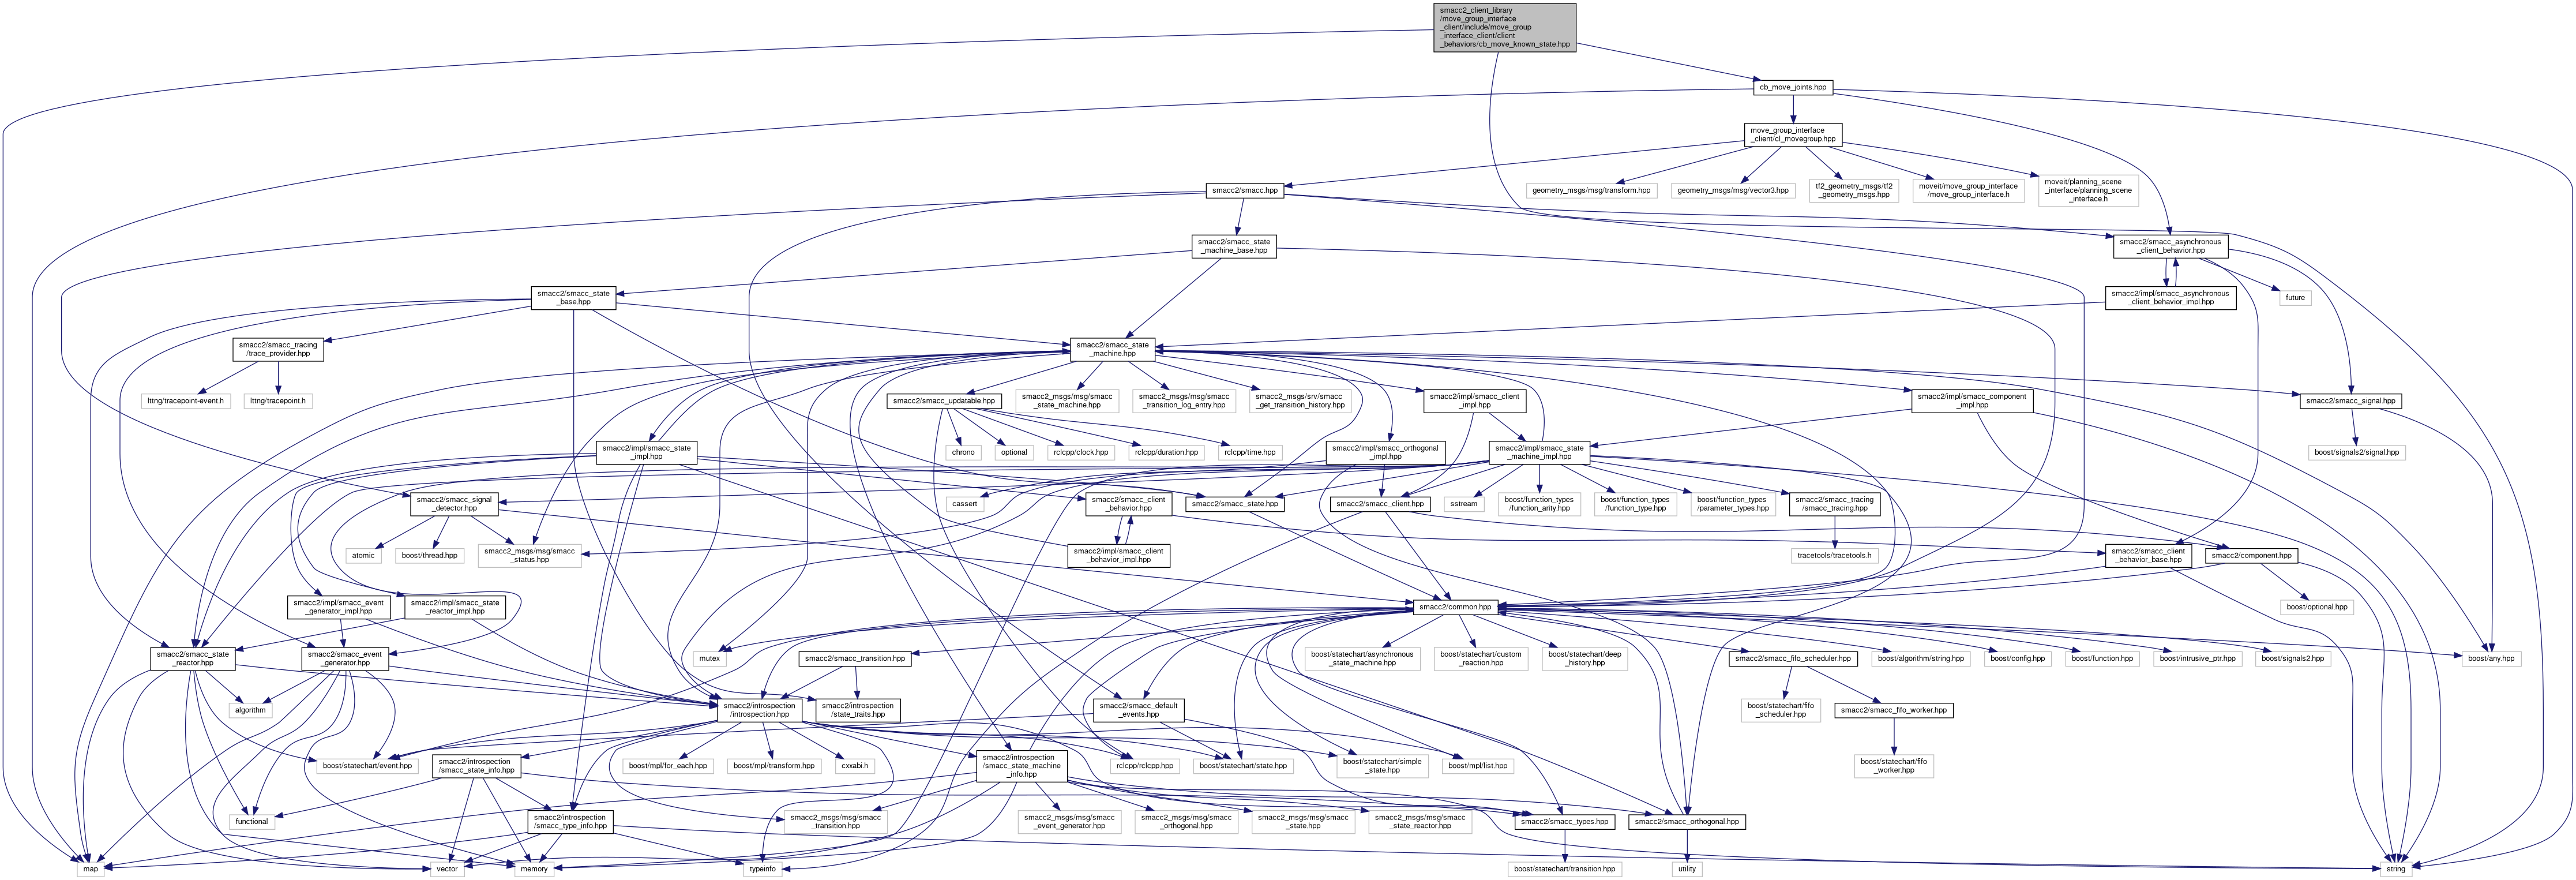 smacc2_client_library
/move_group_interface
_client/include/move_group
_interface_client/client
_behaviors/cb_move_known_state.hpp
cb_move_joints.hpp
move_group_interface
_client/cl_movegroup.hpp
smacc2/smacc.hpp
geometry_msgs/msg/transform.hpp
geometry_msgs/msg/vector3.hpp
tf2_geometry_msgs/tf2
_geometry_msgs.hpp
moveit/move_group_interface
/move_group_interface.h
moveit/planning_scene
_interface/planning_scene
_interface.h
smacc2/smacc_state
_machine_base.hpp
smacc2/smacc_asynchronous
_client_behavior.hpp
smacc2/smacc_state
_base.hpp
smacc2/impl/smacc_asynchronous
_client_behavior_impl.hpp
future
smacc2/smacc_tracing
/trace_provider.hpp
smacc2/smacc_state
_machine.hpp
lttng/tracepoint-event.h
lttng/tracepoint.h
smacc2/smacc_updatable.hpp
smacc2_msgs/msg/smacc
_state_machine.hpp
smacc2_msgs/msg/smacc
_transition_log_entry.hpp
smacc2_msgs/srv/smacc
_get_transition_history.hpp
smacc2/impl/smacc_client
_impl.hpp
smacc2/impl/smacc_component
_impl.hpp
smacc2/smacc_signal.hpp
smacc2/impl/smacc_state
_impl.hpp
chrono
optional
rclcpp/clock.hpp
rclcpp/duration.hpp
rclcpp/time.hpp
smacc2/impl/smacc_orthogonal
_impl.hpp
smacc2/impl/smacc_state
_machine_impl.hpp
boost/signals2/signal.hpp
smacc2/smacc_signal
_detector.hpp
cassert
smacc2/smacc_client
_behavior.hpp
smacc2/smacc_state.hpp
smacc2/smacc_client.hpp
sstream
boost/function_types
/function_arity.hpp
boost/function_types
/function_type.hpp
boost/function_types
/parameter_types.hpp
smacc2/smacc_tracing
/smacc_tracing.hpp
atomic
boost/thread.hpp
smacc2_msgs/msg/smacc
_status.hpp
smacc2/impl/smacc_client
_behavior_impl.hpp
tracetools/tracetools.h
smacc2/smacc_client
_behavior_base.hpp
smacc2/component.hpp
smacc2/impl/smacc_event
_generator_impl.hpp
smacc2/impl/smacc_state
_reactor_impl.hpp
smacc2/common.hpp
boost/optional.hpp
smacc2/smacc_state
_reactor.hpp
smacc2/smacc_event
_generator.hpp
mutex
smacc2/smacc_transition.hpp
boost/statechart/asynchronous
_state_machine.hpp
boost/statechart/custom
_reaction.hpp
boost/statechart/deep
_history.hpp
smacc2/smacc_fifo_scheduler.hpp
boost/algorithm/string.hpp
boost/config.hpp
boost/function.hpp
boost/intrusive_ptr.hpp
boost/signals2.hpp
boost/any.hpp
algorithm
smacc2/introspection
/introspection.hpp
smacc2/introspection
/state_traits.hpp
smacc2/smacc_default
_events.hpp
boost/statechart/fifo
_scheduler.hpp
smacc2/smacc_fifo_worker.hpp
boost/statechart/event.hpp
smacc2/introspection
/smacc_state_info.hpp
boost/mpl/for_each.hpp
boost/mpl/transform.hpp
cxxabi.h
smacc2/introspection
/smacc_state_machine
_info.hpp
rclcpp/rclcpp.hpp
boost/statechart/state.hpp
boost/statechart/simple
_state.hpp
boost/mpl/list.hpp
boost/statechart/fifo
_worker.hpp
functional
smacc2/introspection
/smacc_type_info.hpp
smacc2_msgs/msg/smacc
_transition.hpp
smacc2_msgs/msg/smacc
_event_generator.hpp
smacc2_msgs/msg/smacc
_orthogonal.hpp
smacc2_msgs/msg/smacc
_state.hpp
smacc2_msgs/msg/smacc
_state_reactor.hpp
smacc2/smacc_types.hpp
smacc2/smacc_orthogonal.hpp
map
vector
memory
typeinfo
boost/statechart/transition.hpp
utility
string